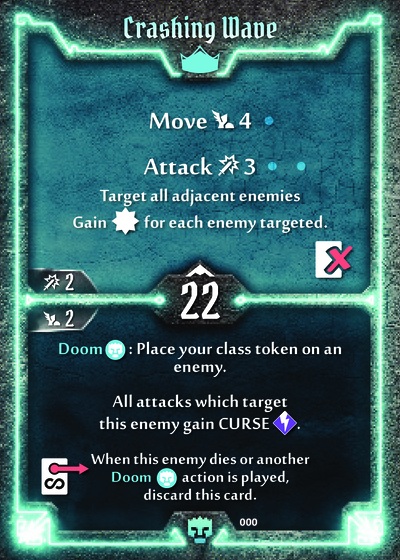 Crashing Wave
Move 4
Attack 3
Target all adjacent enemies
Gain for each enemy targeted.
2
22
2
Doom : Place your class token on an
enemy.
All attacks which target
this enemy gain CURSE .
When this enemy dies or another
Doom action is played,
discard this card.
000